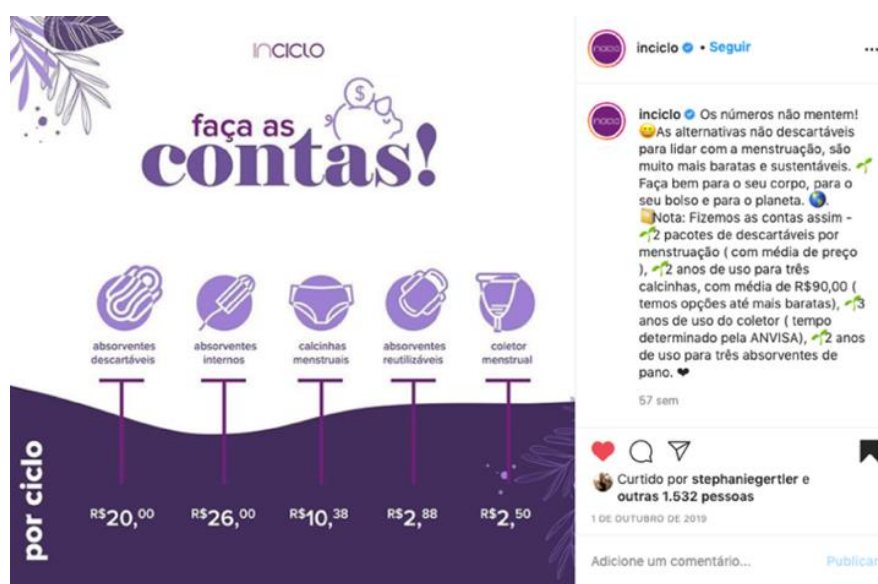 INCICLO
faça as
contas!
absorventes
descartáveis
absorventes
internos
calcinhas
menstruais
absorventes
reutilizáveis
coletor
menstrual
por ciclo
R$20,00
R$26,00
R$10,38
R$2,88
R$2,50
inciclo • Seguir
inciclo Os números não mentem!
😀As alternativas não descartáveis
para lidar com a menstruação, são
muito mais baratas e sustentáveis. 🌱
Faça bem para o seu corpo, para o
seu bolso e para o planeta. 🌎.
Nota: Fizemos as contas assim -
🌱2 pacotes de descartáveis por
menstruação ( com média de preço
), 🌱2 anos de uso para três
calcinhas, com média de R$90,00 (
temos opções até mais baratas), 🌱3
anos de uso do coletor ( tempo
determinado pela ANVISA), 🌱2 anos
de uso para três absorventes de
pano. ❤
57 sem
Curtido por stephaniegertler e
outras 1.532 pessoas
1 DE OUTUBRO DE 2019
Adicione um comentário... Publicar